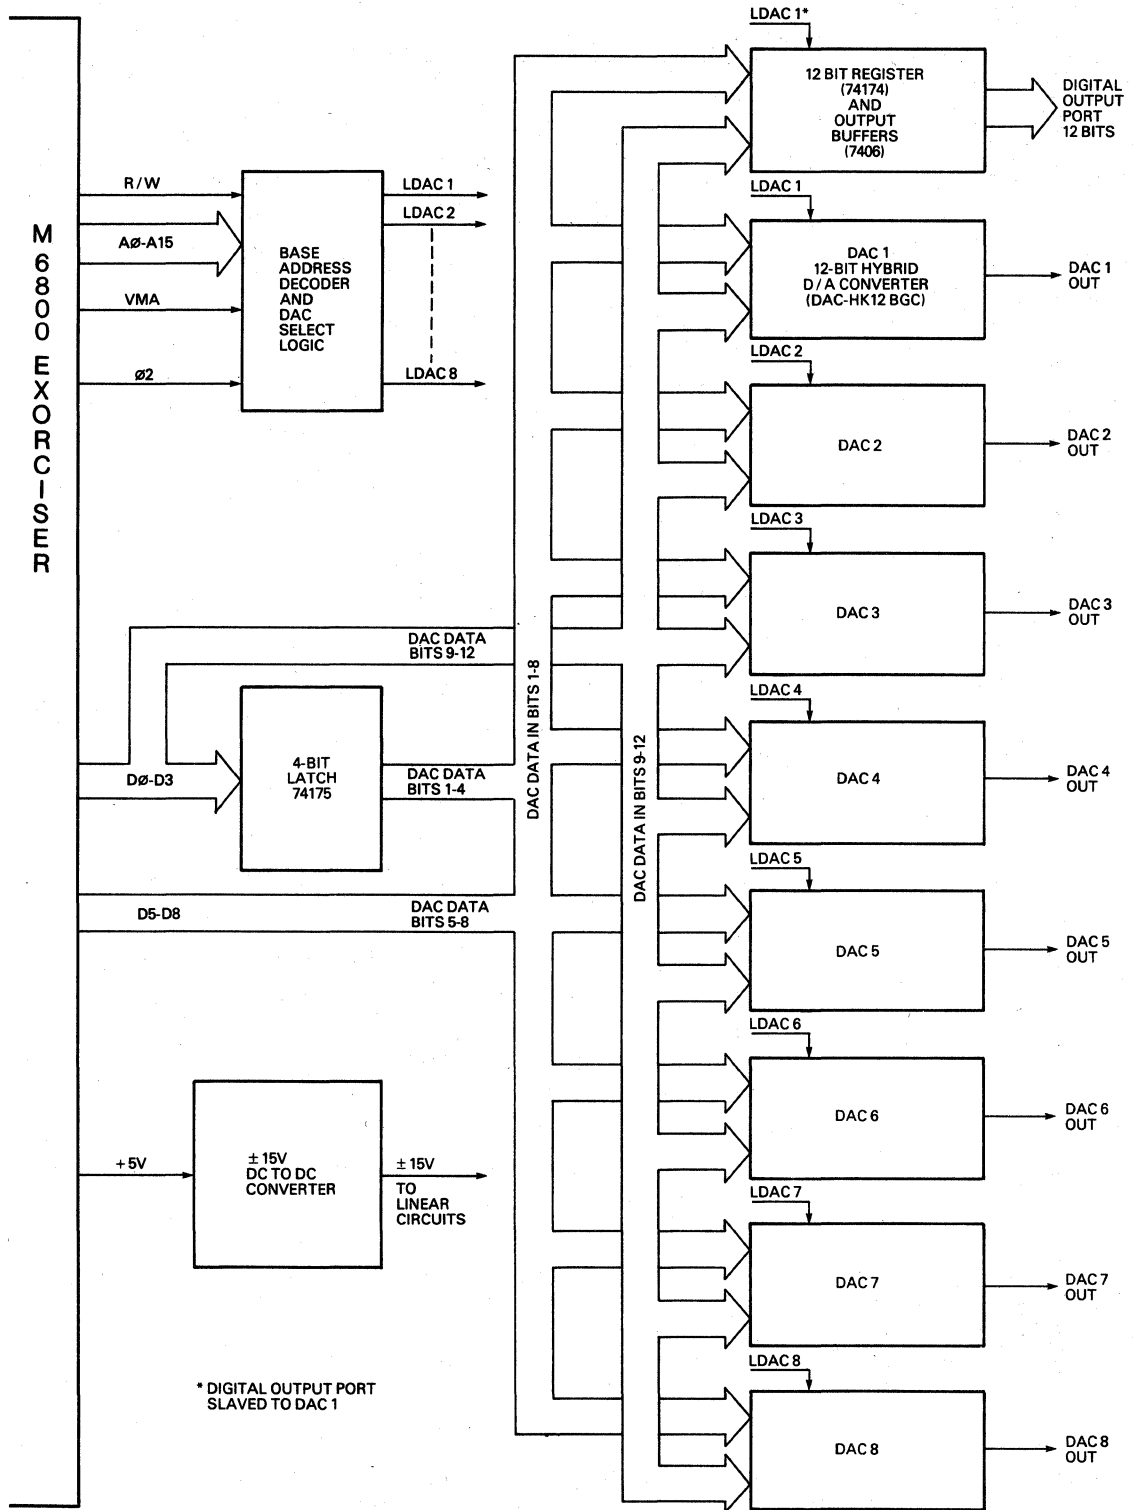 M 6800 EXORCISER
R/W
AØ-A15
VMA
Ø2
BASE
ADDRESS
DECODER
AND
DAC
SELECT
LOGIC
LDAC 1
LDAC 2
LDAC 8
DØ-D3
4-BIT
LATCH
74175
DAC DATA
BITS 9-12
DAC DATA
BITS 1-4
D5-D8
DAC DATA
BITS 5-8
+5V
± 15V
DC TO DC
CONVERTER
± 15V
TO
LINEAR
CIRCUITS
* DIGITAL OUTPUT PORT
SLAVED TO DAC 1
DAC DATA IN BITS 1-8
DAC DATA IN BITS 9-12
LDAC 1*
12 BIT REGISTER
(74174)
AND
OUTPUT
BUFFERS
(7406)
DIGITAL
OUTPUT
PORT
12 BITS
LDAC 1
DAC 1
12-BIT HYBRID
D/A CONVERTER
(DAC-HK12 BGC)
DAC 1
OUT
LDAC 2
DAC 2
DAC 2
OUT
LDAC 3
DAC 3
DAC 3
OUT
LDAC 4
DAC 4
DAC 4
OUT
LDAC 5
DAC 5
DAC 5
OUT
LDAC 6
DAC 6
DAC 6
OUT
LDAC 7
DAC 7
DAC 7
OUT
LDAC 8
DAC 8
DAC 8
OUT